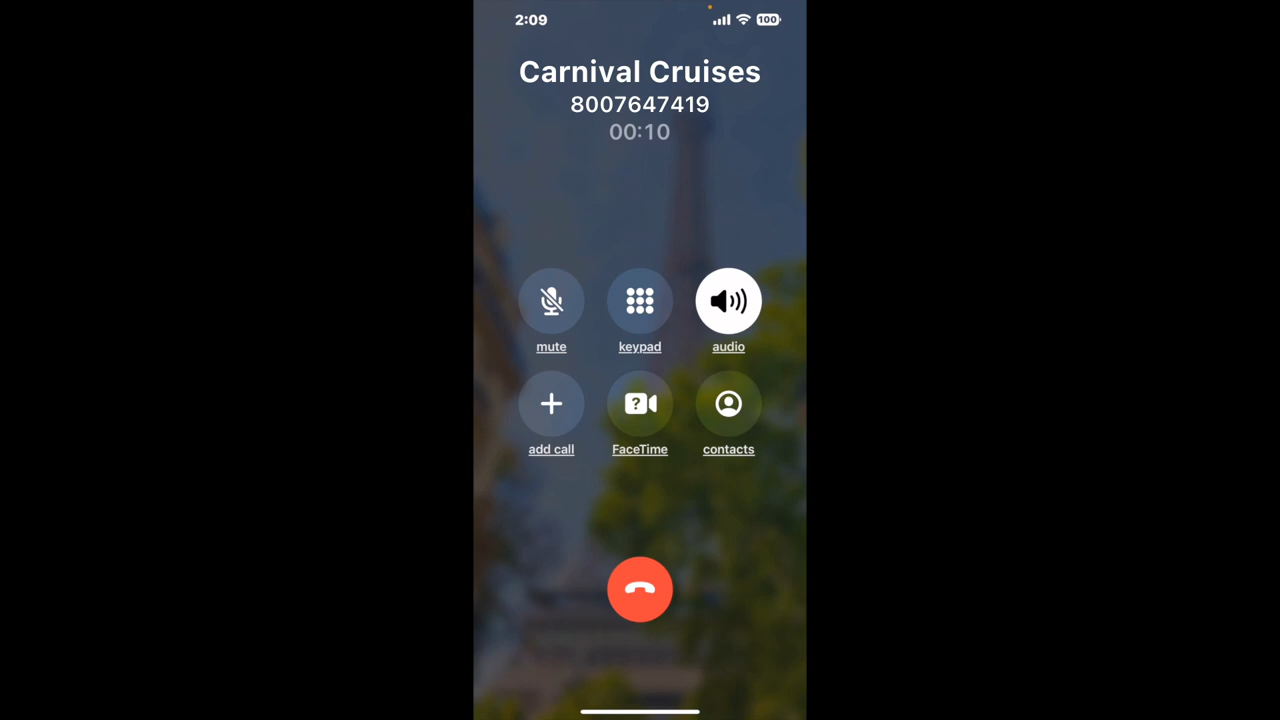 2:09
100
Carnival Cruises
8007647419
00:10
mute
keypad
audio
?
add call
FaceTime
contacts